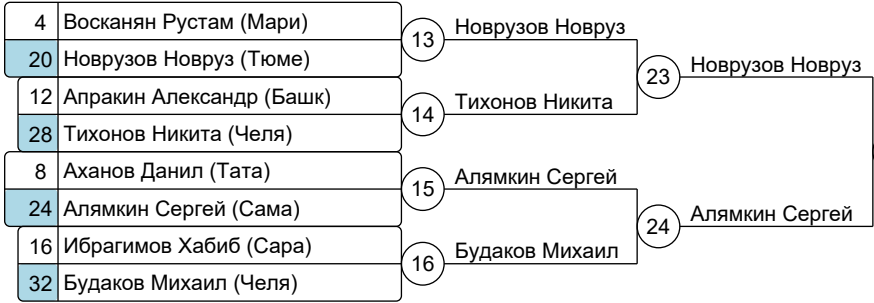 4 Восканян Рустам (Мари)
13 Новрузов Новруз
20 Новрузов Новруз (Тюме)
23 Новрузов Новруз
12 Апракин Александр (Башк)
14 Тихонов Никита
28 Тихонов Никита (Челя)
8 Аханов Данил (Тата)
15 Алямкин Сергей
24 Алямкин Сергей (Сама)
24 Алямкин Сергей
16 Ибрагимов Хабиб (Сара)
16 Будаков Михаил
32 Будаков Михаил (Челя)